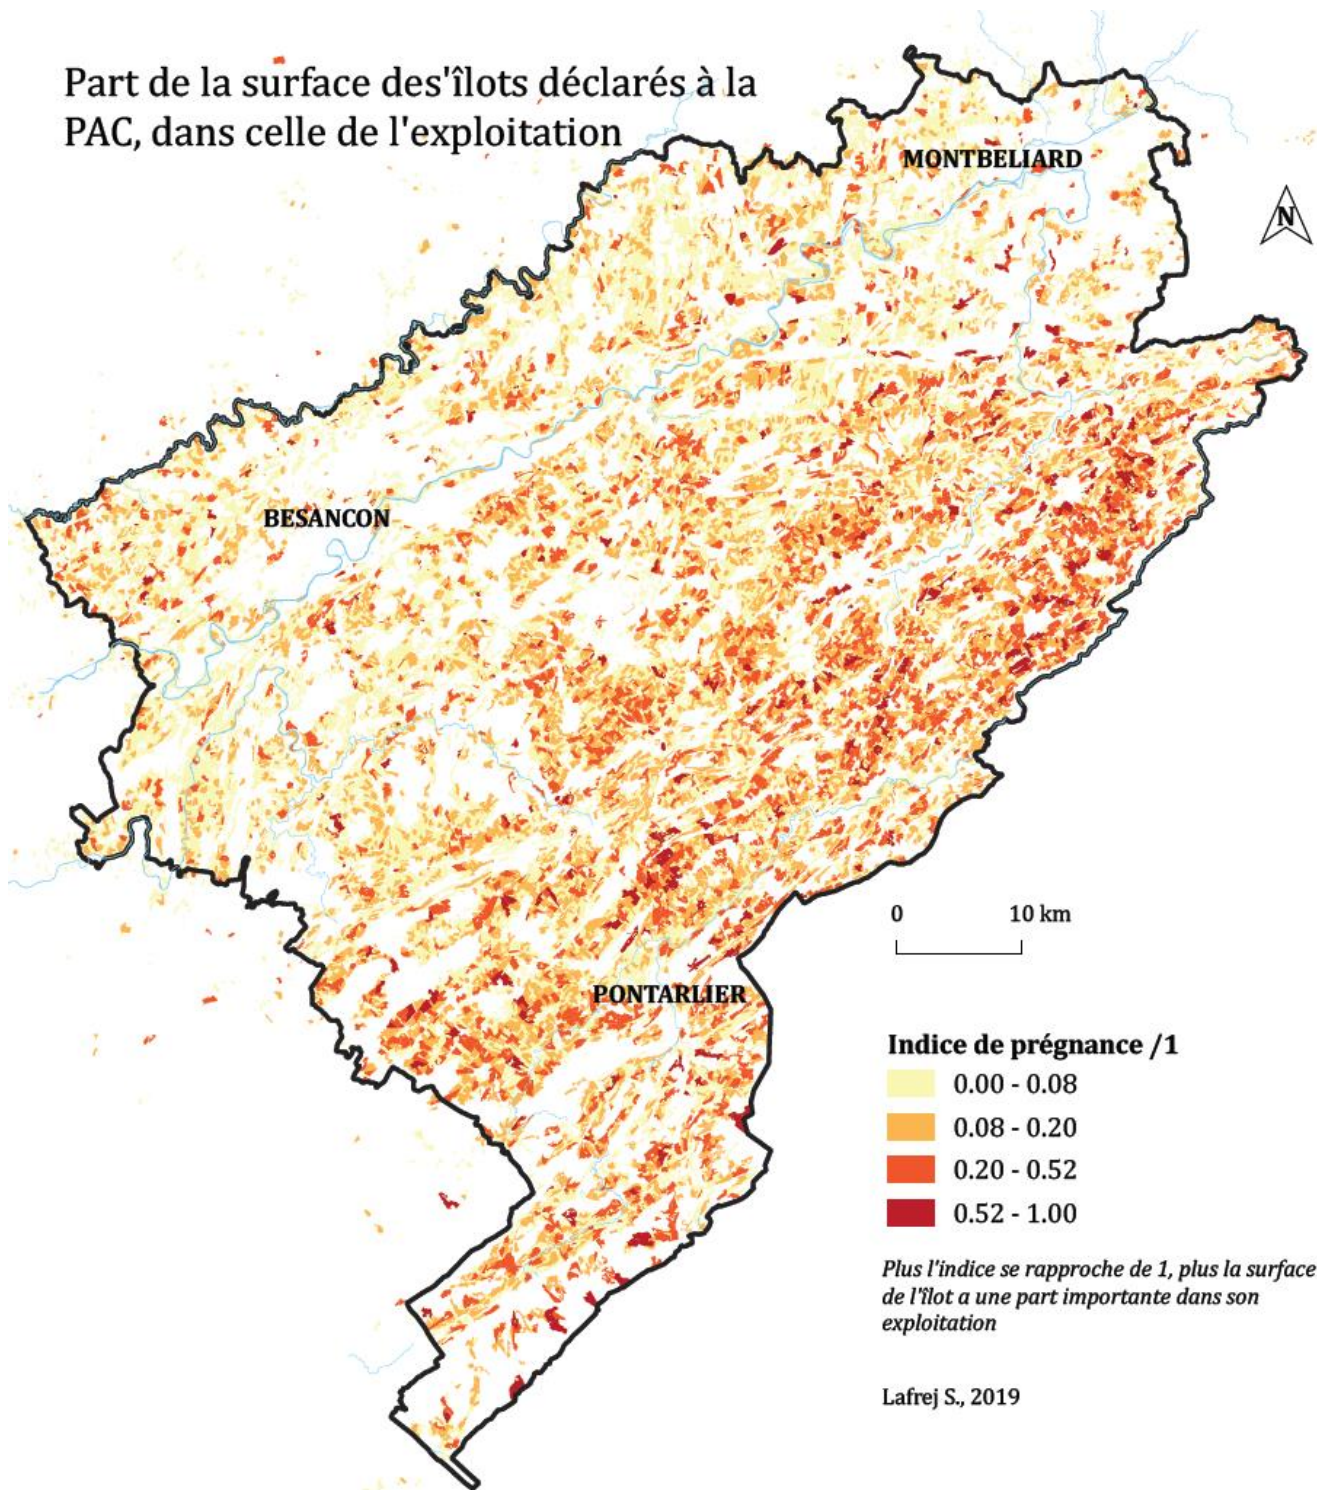 Part de la surface des'îlots déclarés à la
PAC, dans celle de l'exploitation
MONTBELIARD
N
BESANCON
0 10 km
PONTARLIER
Indice de prégnance /1
0.00 - 0.08
0.08 - 0.20
0.20 - 0.52
0.52 - 1.00
Plus l'indice se rapproche de 1, plus la surface
de l'îlot a une part importante dans son
exploitation
Lafrej S., 2019